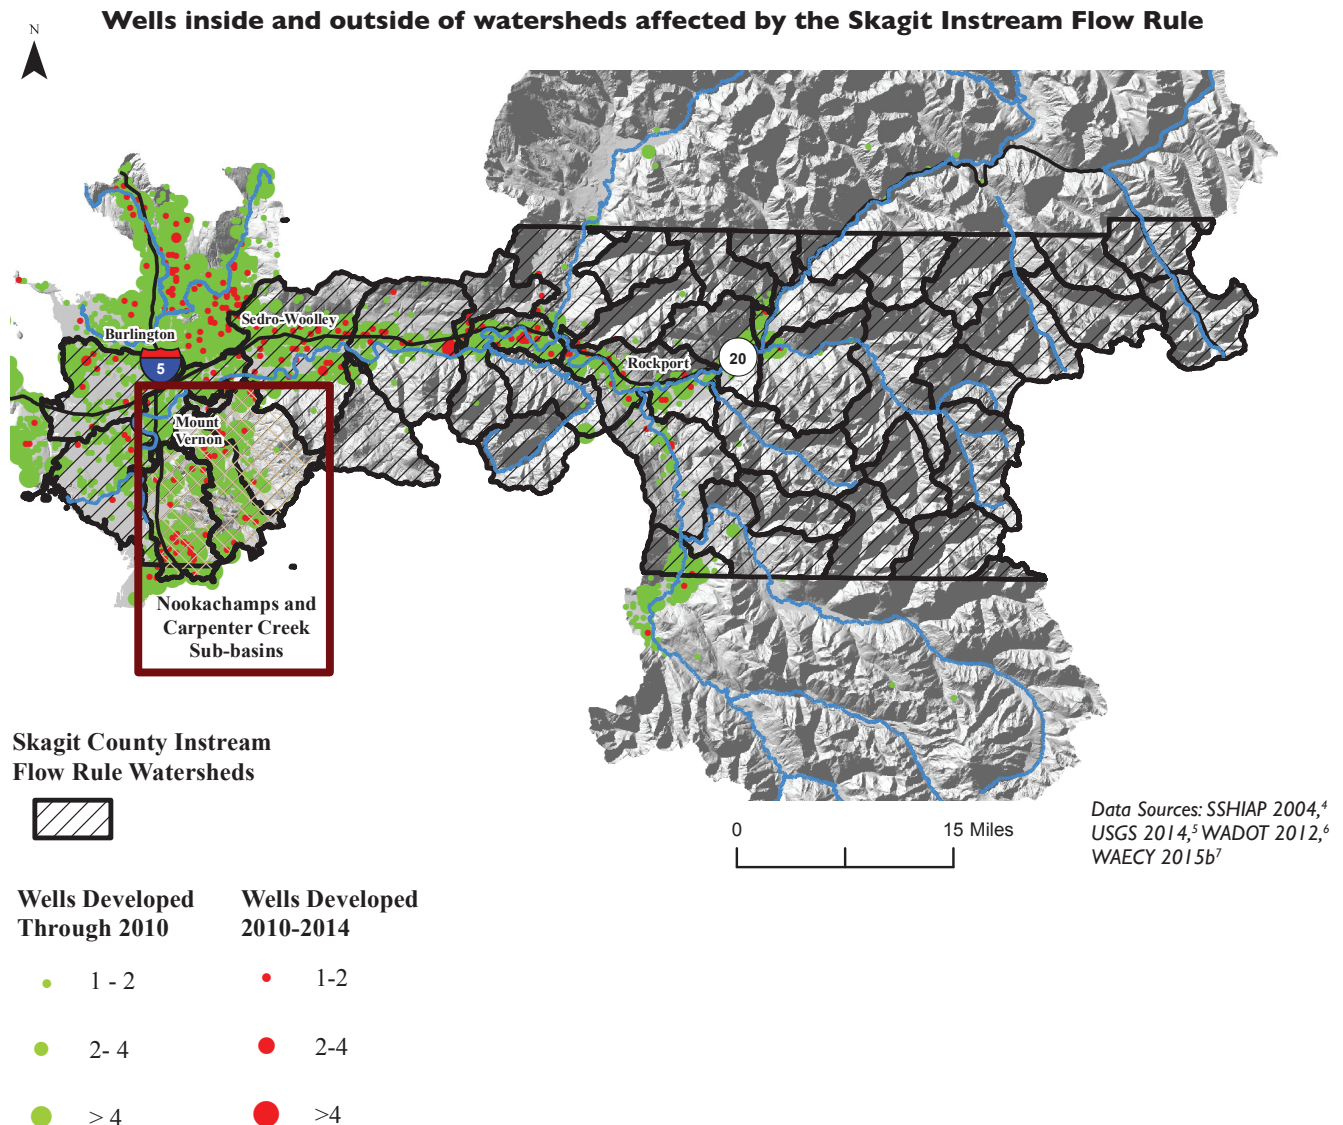 Wells inside and outside of watersheds affected by the Skagit Instream Flow Rule
N
Burlington
Sedro-Woolley
5
Rockport
20
Mount
Vernon
Nookachamps and
Carpenter Creek
Sub-basins
Skagit County Instream
Flow Rule Watersheds
0 15 Miles
Data Sources: SSHIAP 2004,⁴
USGS 2014,⁵ WADOT 2012,⁶
WAECY 2015b⁷
Wells Developed
Through 2010
1 - 2
2- 4
> 4
Wells Developed
2010-2014
1-2
2-4
>4